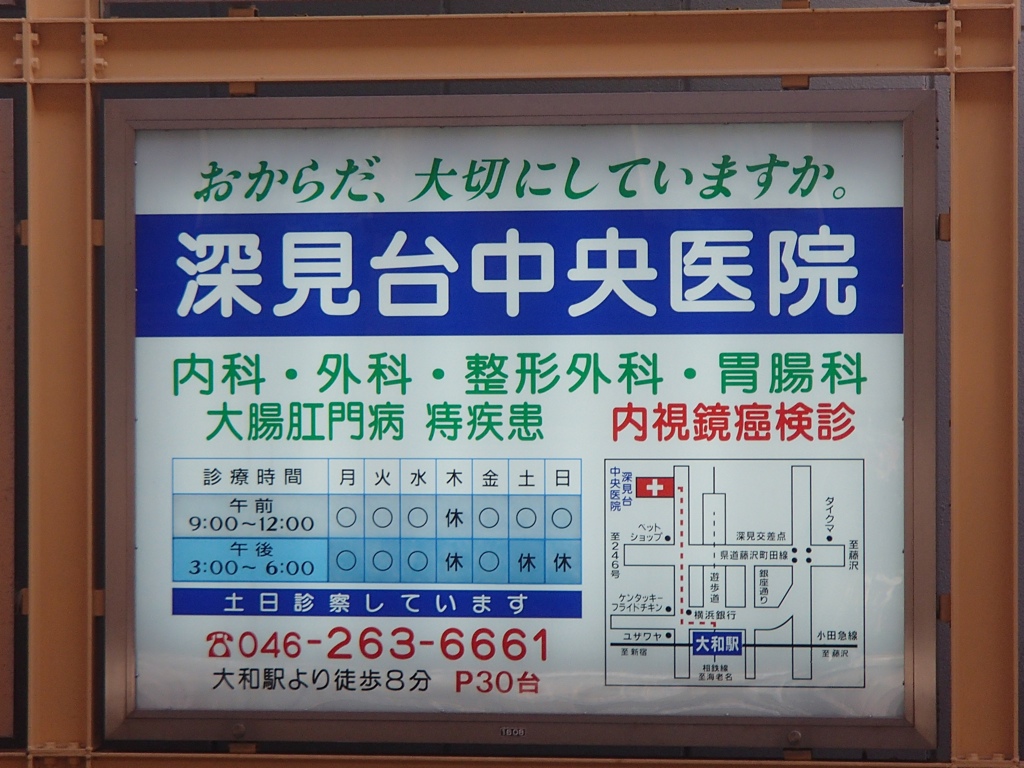 おからだ、大切にしていますか。
深見台中央医院
内科・外科・整形外科・胃腸科
大腸肛門病 痔疾患
内視鏡癌検診
診療時間 月 火 水 木 金 土 日
午前 9:00〜12:00 ○ ○ ○ 休 ○ ○ ○
午後 3:00〜6:00 ○ ○ ○ 休 ○ 休 休
土日診察しています
☎046-263-6661
大和駅より徒歩8分 P30台
深見台
中央医院
ダイクマ
ペット
ショップ
深見交差点
県道藤沢町田線
至246号
至藤沢
遊歩道
銀座通り
ケンタッキー
フライドチキン
横浜銀行
ユザワヤ
大和駅
小田急線
至新宿
至藤沢
相鉄線
至海老名